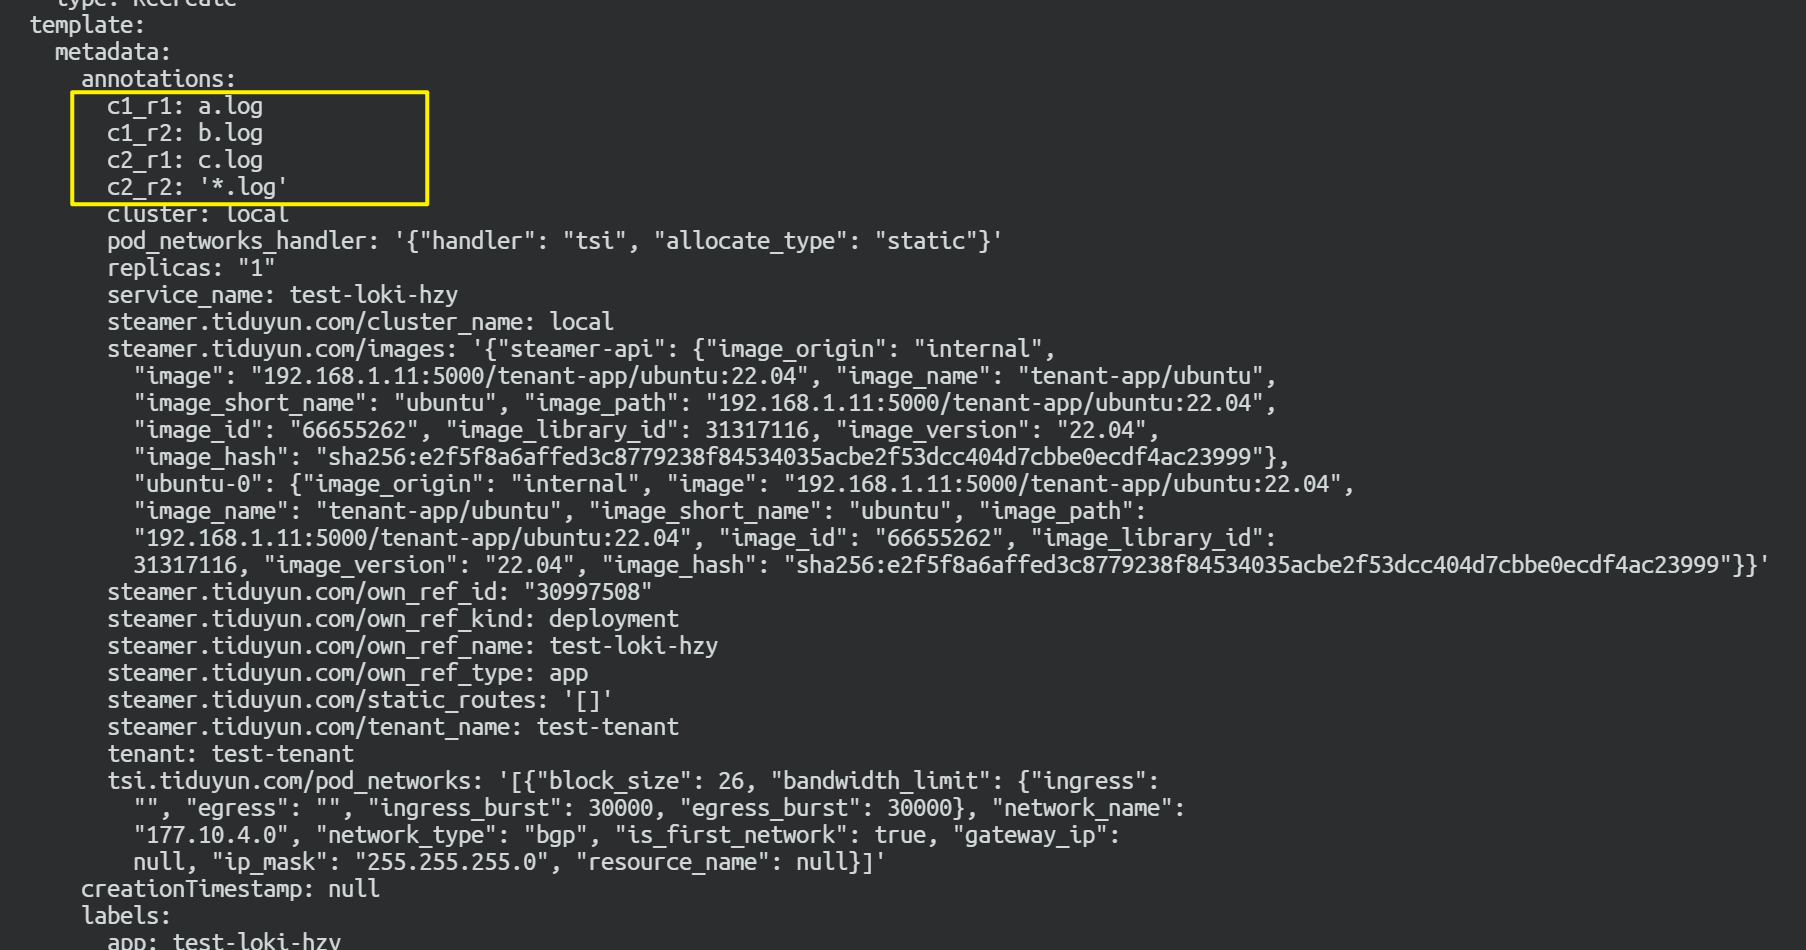 type: Recreate
template:
metadata:
annotations:
c1_r1: a.log
c1_r2: b.log
c2_r1: c.log
c2_r2: '*.log'
cluster: local
pod_networks_handler: '{"handler": "tsi", "allocate_type": "static"}'
replicas: "1"
service_name: test-loki-hzy
steamer.tiduyun.com/cluster_name: local
steamer.tiduyun.com/images: '{"steamer-api": {"image_origin": "internal",
"image": "192.168.1.11:5000/tenant-app/ubuntu:22.04", "image_name": "tenant-app/ubuntu",
"image_short_name": "ubuntu", "image_path": "192.168.1.11:5000/tenant-app/ubuntu:22.04",
"image_id": "66655262", "image_library_id": 31317116, "image_version": "22.04",
"image_hash": "sha256:e2f5f8a6affed3c8779238f84534035acbe2f53dcc404d7cbbe0ecdf4ac23999"},
"ubuntu-0": {"image_origin": "internal", "image": "192.168.1.11:5000/tenant-app/ubuntu:22.04",
"image_name": "tenant-app/ubuntu", "image_short_name": "ubuntu", "image_path":
"192.168.1.11:5000/tenant-app/ubuntu:22.04", "image_id": "66655262", "image_library_id":
31317116, "image_version": "22.04", "image_hash": "sha256:e2f5f8a6affed3c8779238f84534035acbe2f53dcc404d7cbbe0ecdf4ac23999"}}'
steamer.tiduyun.com/own_ref_id: "30997508"
steamer.tiduyun.com/own_ref_kind: deployment
steamer.tiduyun.com/own_ref_name: test-loki-hzy
steamer.tiduyun.com/own_ref_type: app
steamer.tiduyun.com/static_routes: '[]'
steamer.tiduyun.com/tenant_name: test-tenant
tenant: test-tenant
tsi.tiduyun.com/pod_networks: '[{"block_size": 26, "bandwidth_limit": {"ingress":
"", "egress": "", "ingress_burst": 30000, "egress_burst": 30000}, "network_name":
"177.10.4.0", "network_type": "bgp", "is_first_network": true, "gateway_ip":
null, "ip_mask": "255.255.255.0", "resource_name": null}]'
creationTimestamp: null
labels:
app: test-loki-hzy